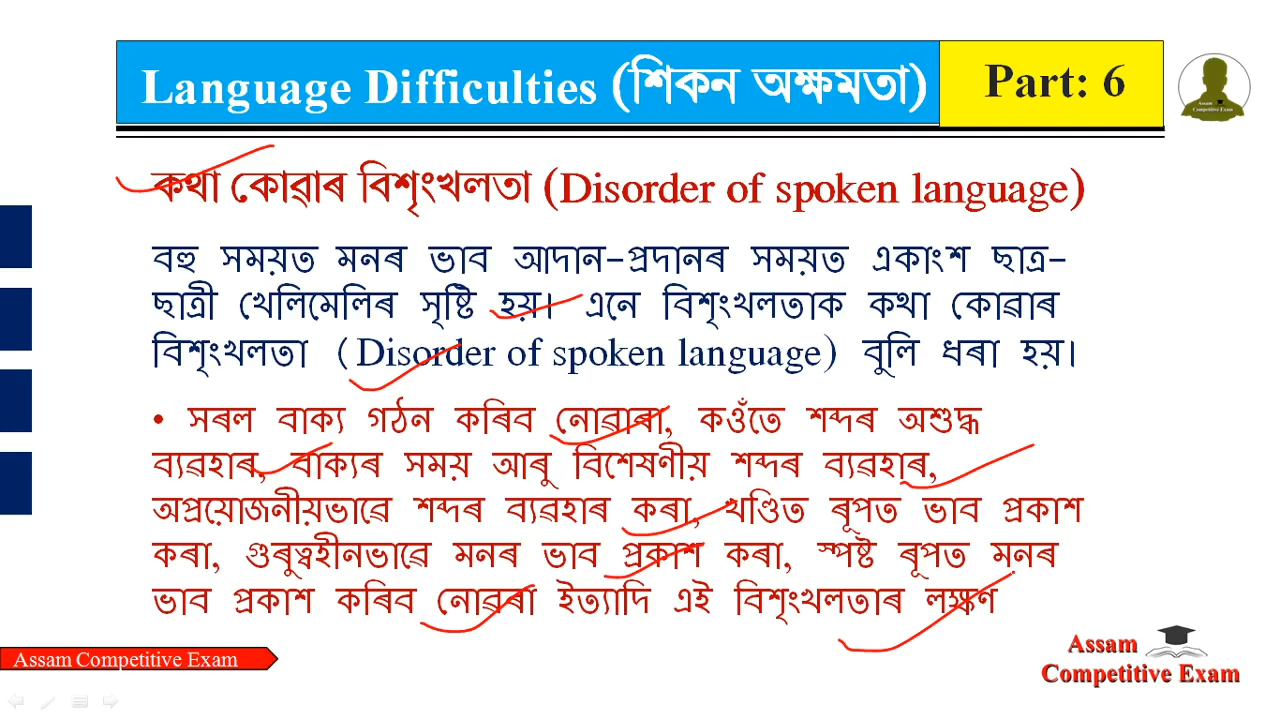 Language Difficulties (শিকন অক্ষমতা)
Part: 6
Assam
Competitive Exam
কথা কোৱাৰ বিশৃংখলতা (Disorder of spoken language)
বহু সময়ত মনৰ ভাব আদান-প্ৰদানৰ সময়ত একাংশ ছাত্ৰ-
ছাত্ৰী খেলিমেলিৰ সৃষ্টি হয়। এনে বিশৃংখলতাক কথা কোৱাৰ
বিশৃংখলতা (Disorder of spoken language) বুলি ধৰা হয়।
• সৰল বাক্য গঠন কৰিব নোৱাৰা, কওঁতে শব্দৰ অশুদ্ধ
ব্যৱহাৰ, বাক্যৰ সময় আৰু বিশেষণীয় শব্দৰ ব্যৱহাৰ,
অপ্ৰয়োজনীয়ভাৱে শব্দৰ ব্যৱহাৰ কৰা, খণ্ডিত ৰূপত ভাব প্ৰকাশ
কৰা, গুৰুত্বহীনভাৱে মনৰ ভাব প্ৰকাশ কৰা, স্পষ্ট ৰূপত মনৰ
ভাব প্ৰকাশ কৰিব নোৱৰা ইত্যাদি এই বিশৃংখলতাৰ লক্ষণ
Assam Competitive Exam
Assam
Competitive Exam